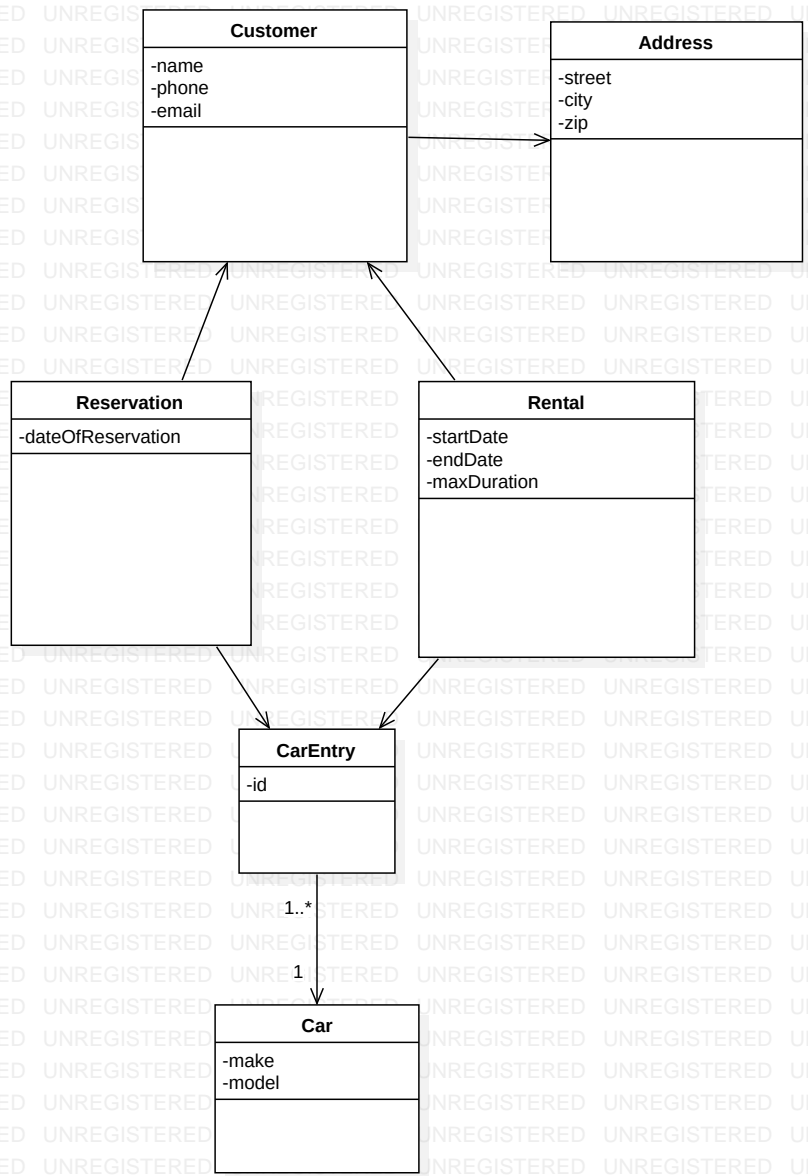 Customer
-name
-phone
-email
Address
-street
-city
-zip
Reservation
-dateOfReservation
Rental
-startDate
-endDate
-maxDuration
CarEntry
-id
1..*
1
Car
-make
-model
UNREGISTERED